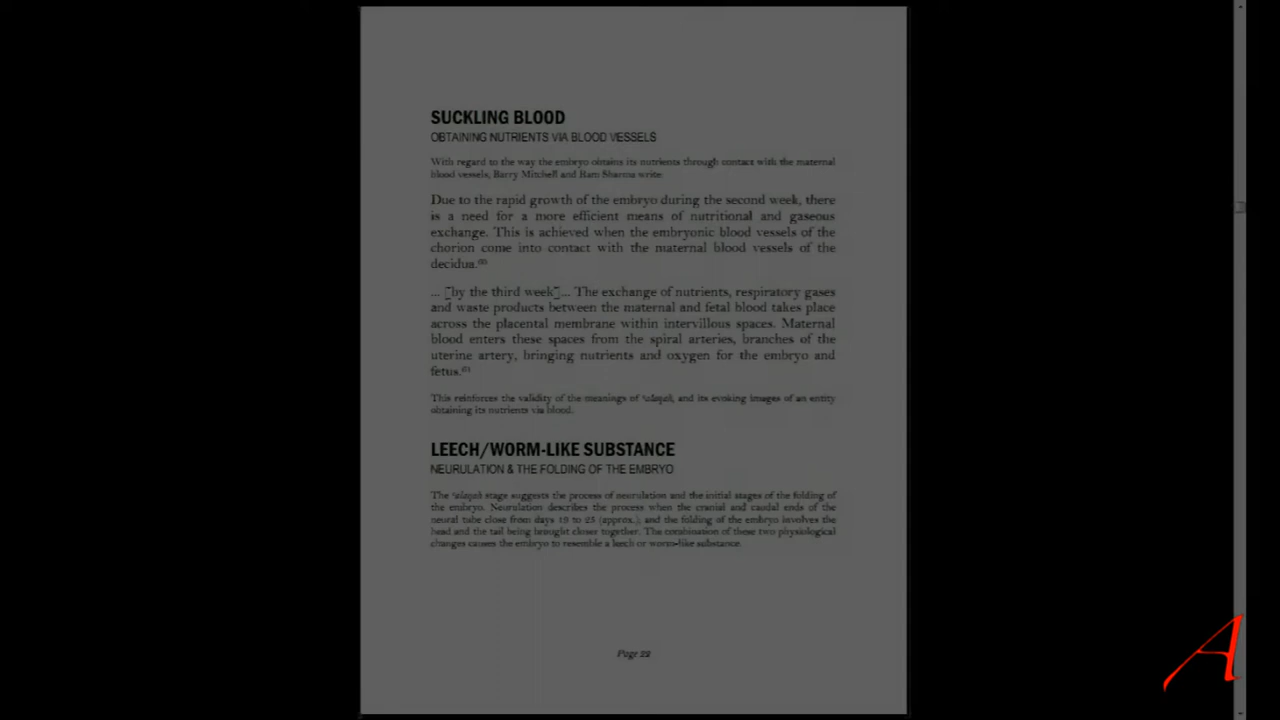 SUCKLING BLOOD
OBTAINING NUTRIENTS VIA BLOOD VESSELS
With regard to the way the embryo obtains its nutrients through contact with the maternal
blood vessels, Barry Mitchell and Ram Sharma write
Due to the rapid growth of the embryo during the second week, there
is a need for a more efficient means of nutritional and gaseous
exchange. This is achieved when the embryonic blood vessels of the
chorion come into contact with the maternal blood vessels of the
decidua.
... [by the third week]... The exchange of nutrients, respiratory gases
and waste products between the maternal and fetal blood takes place
across the placental membrane within intervillous spaces. Maternal
blood enters these spaces from the spiral arteries, branches of the
uterine artery, bringing nutrients and oxygen for the embryo and
fetus.
This reinforces the validity of the meanings of ʿalaqah, and its evoking images of an entity
obtaining its nutrients via blood.
LEECH/WORM-LIKE SUBSTANCE
NEURULATION & THE FOLDING OF THE EMBRYO
The ʿalaqah stage suggests the process of neurulation and the initial stages of the folding of
the embryo. Neurulation describes the process when the cranial and caudal ends of the
neural tube close from days 19 to 25 (approx.), and the folding of the embryo involves the
head and the tail being brought closer together. The combination of these two physiological
changes causes the embryo to resemble a leech or worm-like substance.
Page 22
A